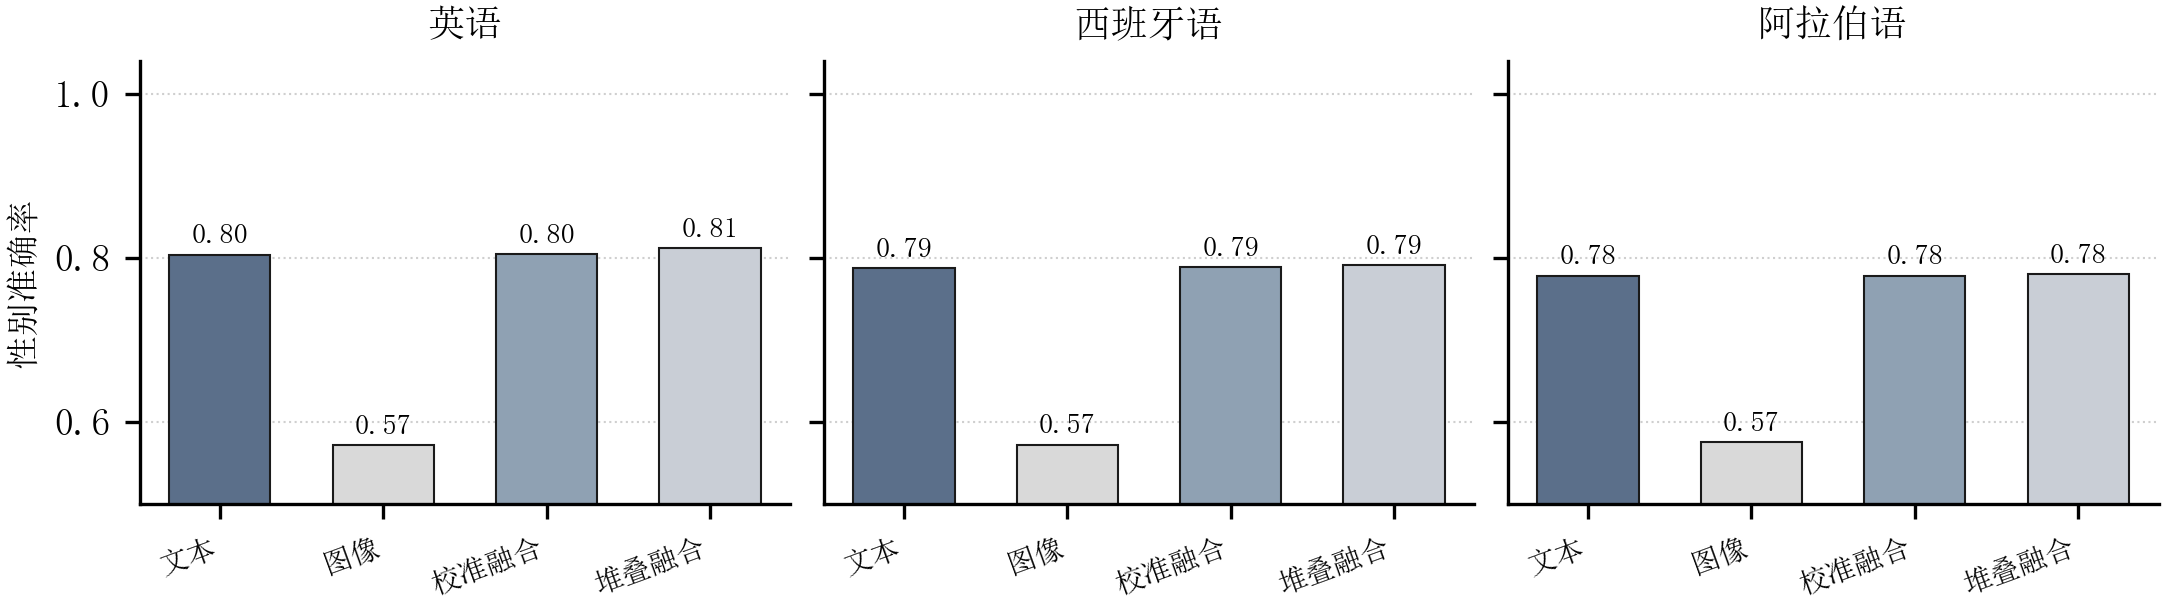 英语
西班牙语
阿拉伯语
性别准确率
1.0
0.8
0.6
0.80
0.57
0.80
0.81
0.79
0.57
0.79
0.79
0.78
0.57
0.78
0.78
文本
图像
校准融合
堆叠融合
文本
图像
校准融合
堆叠融合
文本
图像
校准融合
堆叠融合